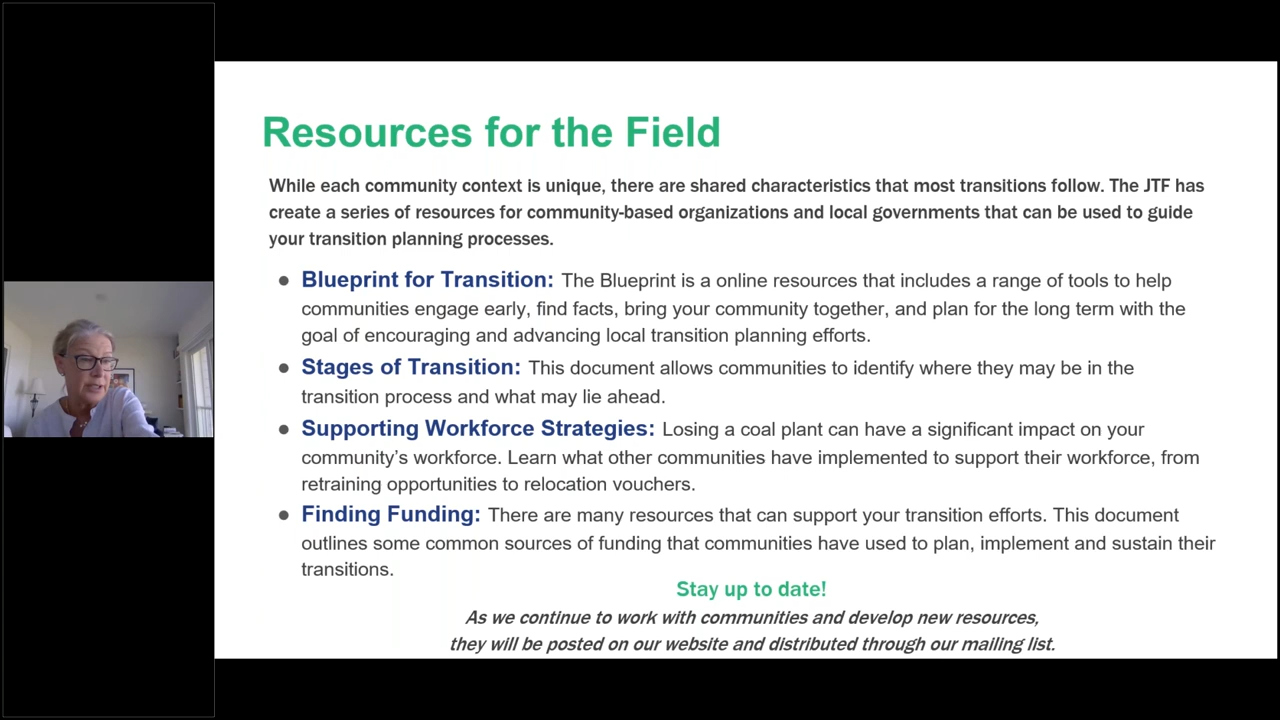 Resources for the Field
While each community context is unique, there are shared characteristics that most transitions follow. The JTF has
create a series of resources for community-based organizations and local governments that can be used to guide
your transition planning processes.
● Blueprint for Transition: The Blueprint is a online resources that includes a range of tools to help
communities engage early, find facts, bring your community together, and plan for the long term with the
goal of encouraging and advancing local transition planning efforts.
● Stages of Transition: This document allows communities to identify where they may be in the
transition process and what may lie ahead.
● Supporting Workforce Strategies: Losing a coal plant can have a significant impact on your
community’s workforce. Learn what other communities have implemented to support their workforce, from
retraining opportunities to relocation vouchers.
● Finding Funding: There are many resources that can support your transition efforts. This document
outlines some common sources of funding that communities have used to plan, implement and sustain their
transitions.
Stay up to date!
As we continue to work with communities and develop new resources,
they will be posted on our website and distributed through our mailing list.